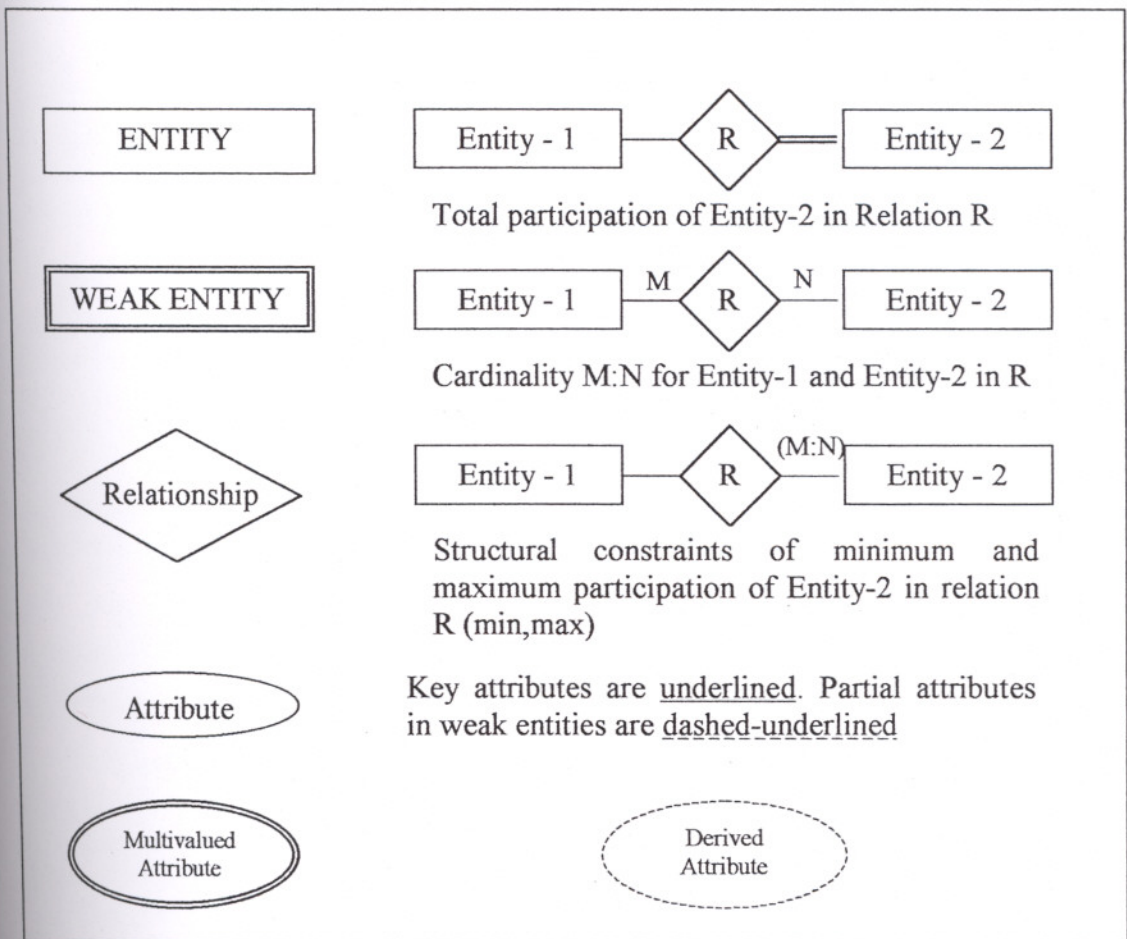 ENTITY
Entity - 1
R
Entity - 2
Total participation of Entity-2 in Relation R
WEAK ENTITY
Entity - 1
M
R
N
Entity - 2
Cardinality M:N for Entity-1 and Entity-2 in R
Relationship
Entity - 1
R
(M:N)
Entity - 2
Structural constraints of minimum and
maximum participation of Entity-2 in relation
R (min,max)
Attribute
Key attributes are underlined. Partial attributes
in weak entities are dashed-underlined
Multivalued
Attribute
Derived
Attribute